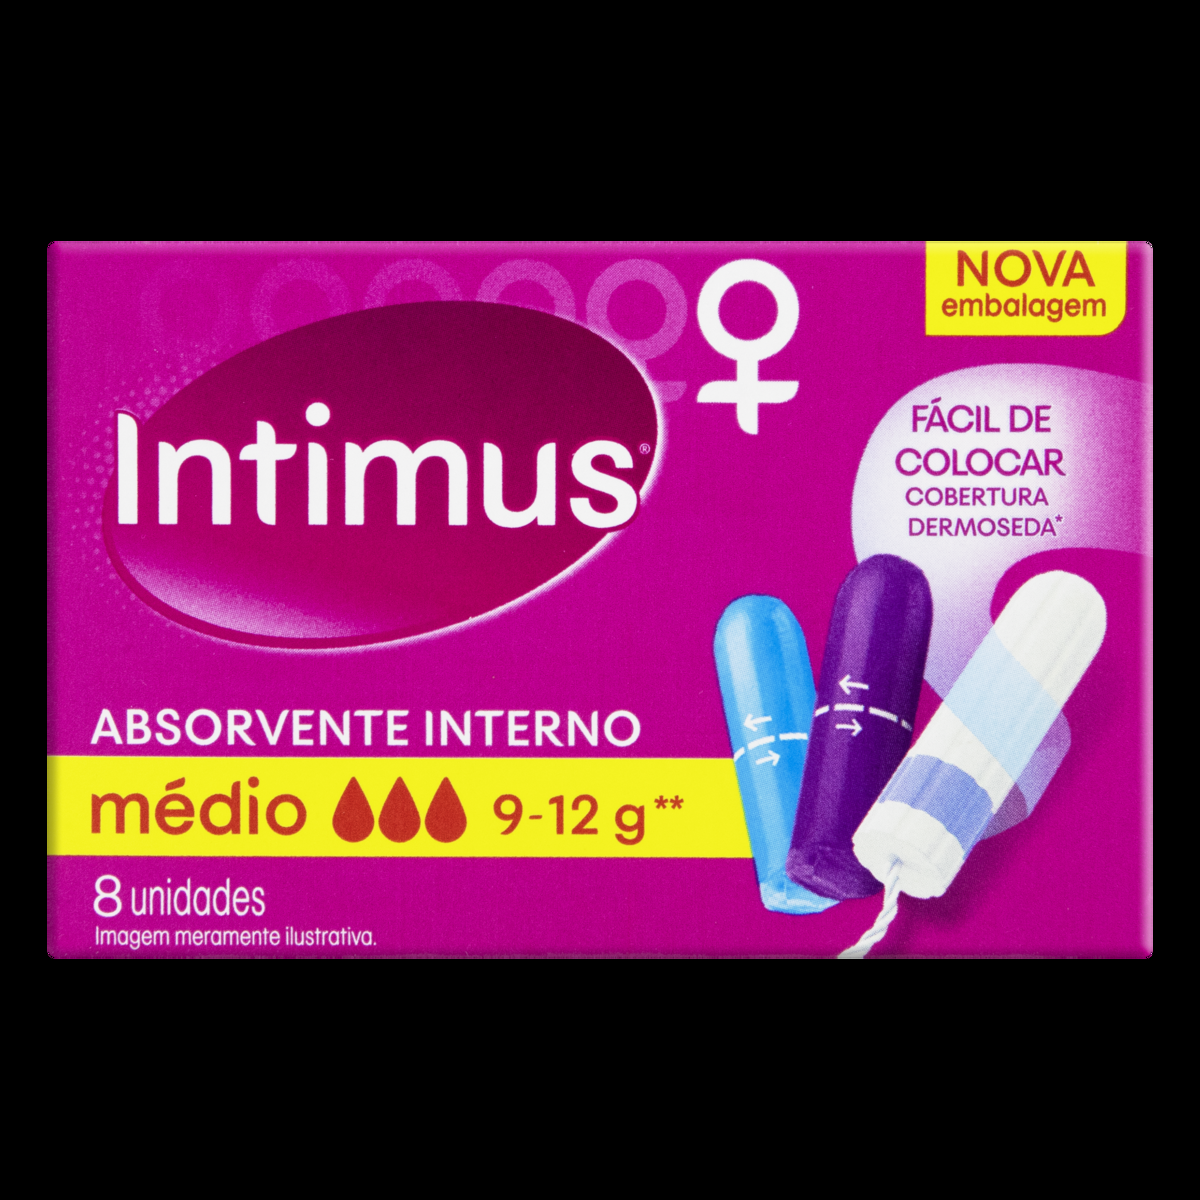 NOVA
embalagem
Intimus®
FÁCIL DE
COLOCAR
COBERTURA
DERMOSEDA*
ABSORVENTE INTERNO
médio 9-12 g**
8 unidades
Imagem meramente ilustrativa.